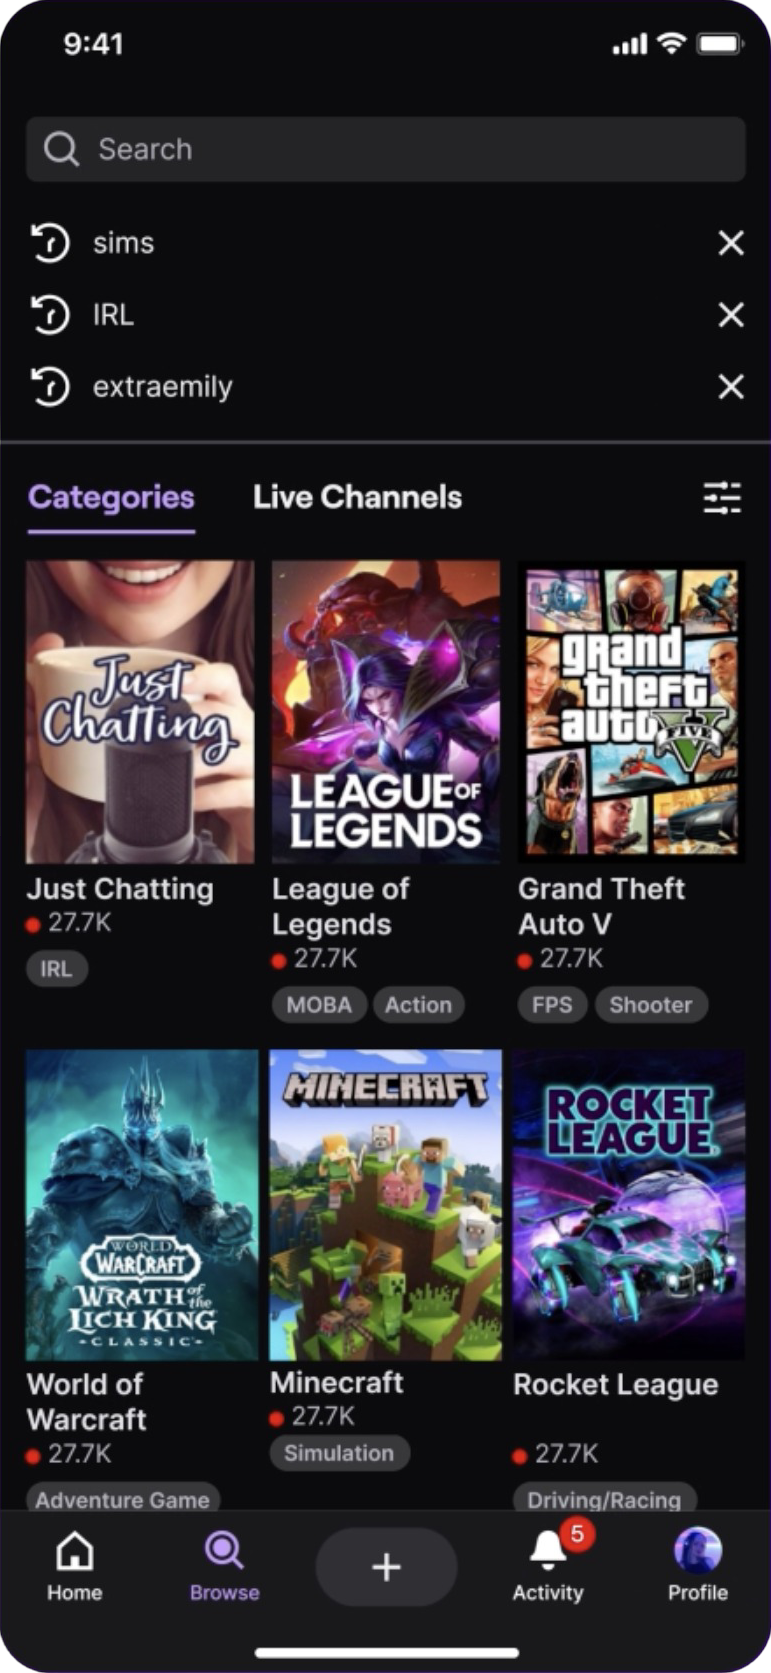 9:41
Search
sims
IRL
extraemily
Categories
Live Channels
Just
Chatting
LEAGUE OF
LEGENDS
grand
theft
auto
FIVE
Just Chatting
27.7K
IRL
League of
Legends
27.7K
MOBA
Action
Grand Theft
Auto V
27.7K
FPS
Shooter
WORLD
WARCRAFT
WRATH of the
LICH KING
CLASSIC
MINECRAFT
ROCKET
LEAGUE
World of
Warcraft
27.7K
Adventure Game
Minecraft
27.7K
Simulation
Rocket League
27.7K
Driving/Racing
Home
Browse
+
5
Activity
Profile